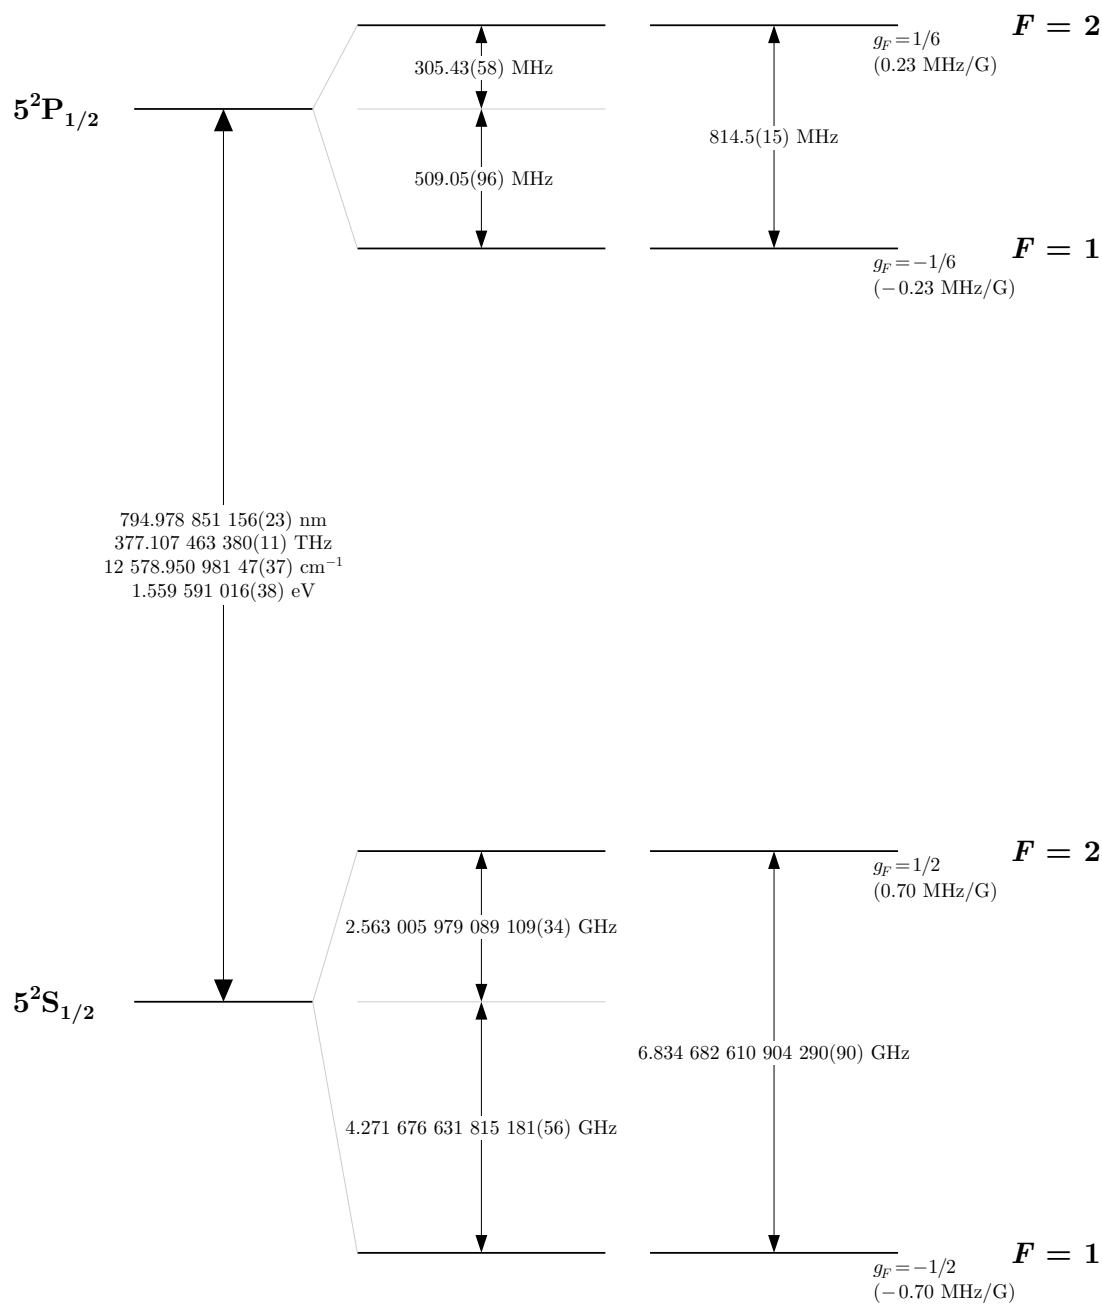 F = 2
g_F = 1/6
(0.23 MHz/G)
305.43(58) MHz
5²P₁/₂
814.5(15) MHz
509.05(96) MHz
F = 1
g_F = −1/6
(−0.23 MHz/G)
794.978 851 156(23) nm
377.107 463 380(11) THz
12 578.950 981 47(37) cm⁻¹
1.559 591 016(38) eV
F = 2
g_F = 1/2
(0.70 MHz/G)
2.563 005 979 089 109(34) GHz
5²S₁/₂
6.834 682 610 904 290(90) GHz
4.271 676 631 815 181(56) GHz
F = 1
g_F = −1/2
(−0.70 MHz/G)